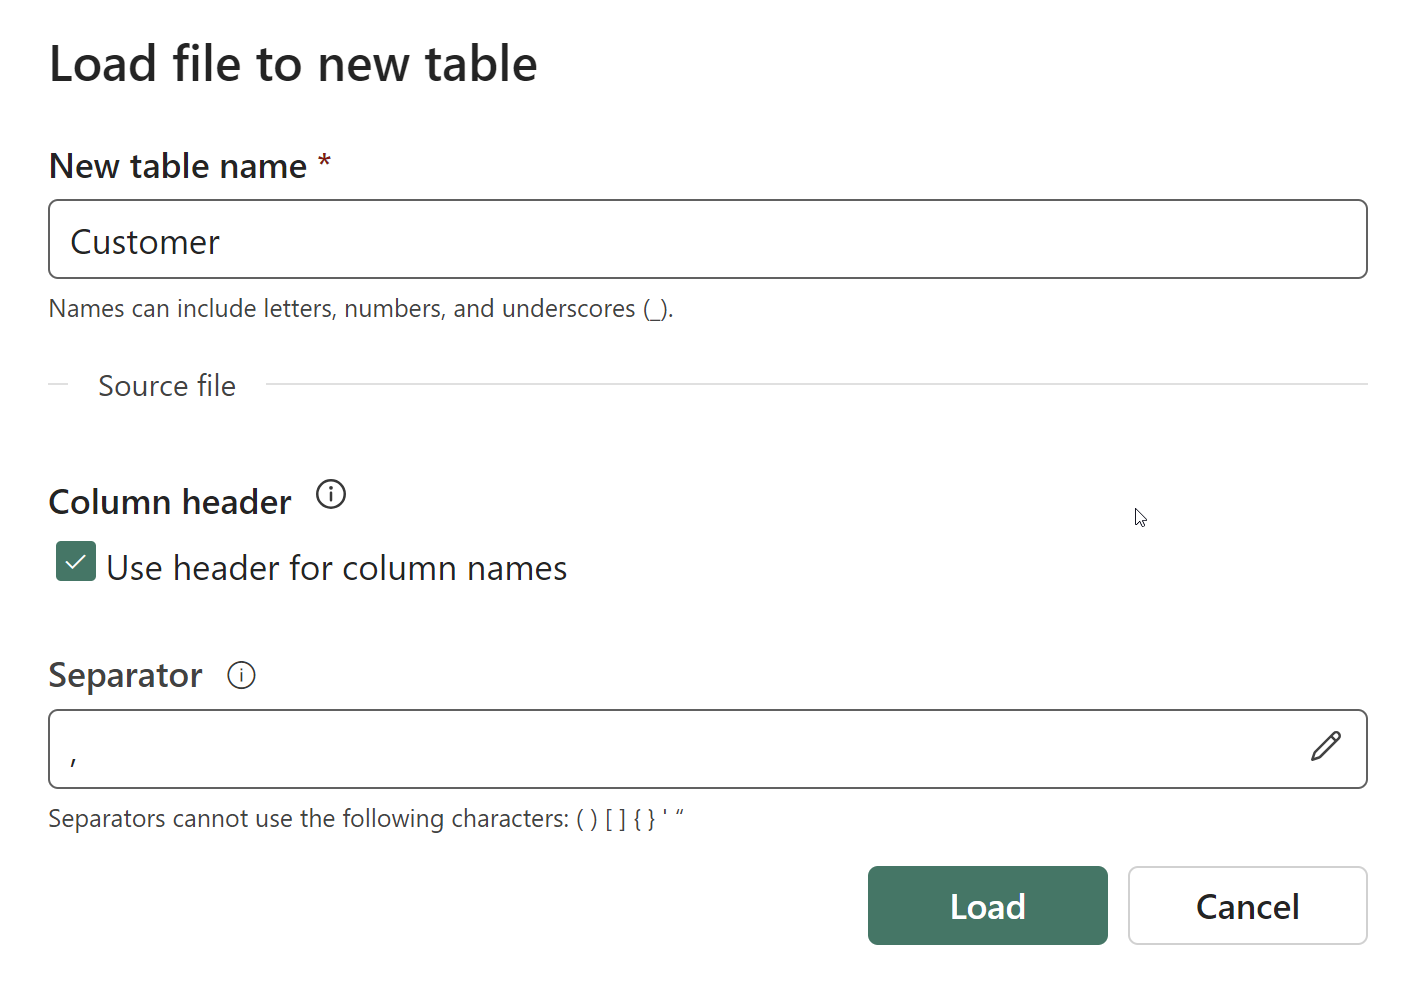 Load file to new table
New table name *
Customer
Names can include letters, numbers, and underscores (_).
Source file
Column header
Use header for column names
Separator
,
Separators cannot use the following characters: ( ) [ ] { } ' “
Load
Cancel